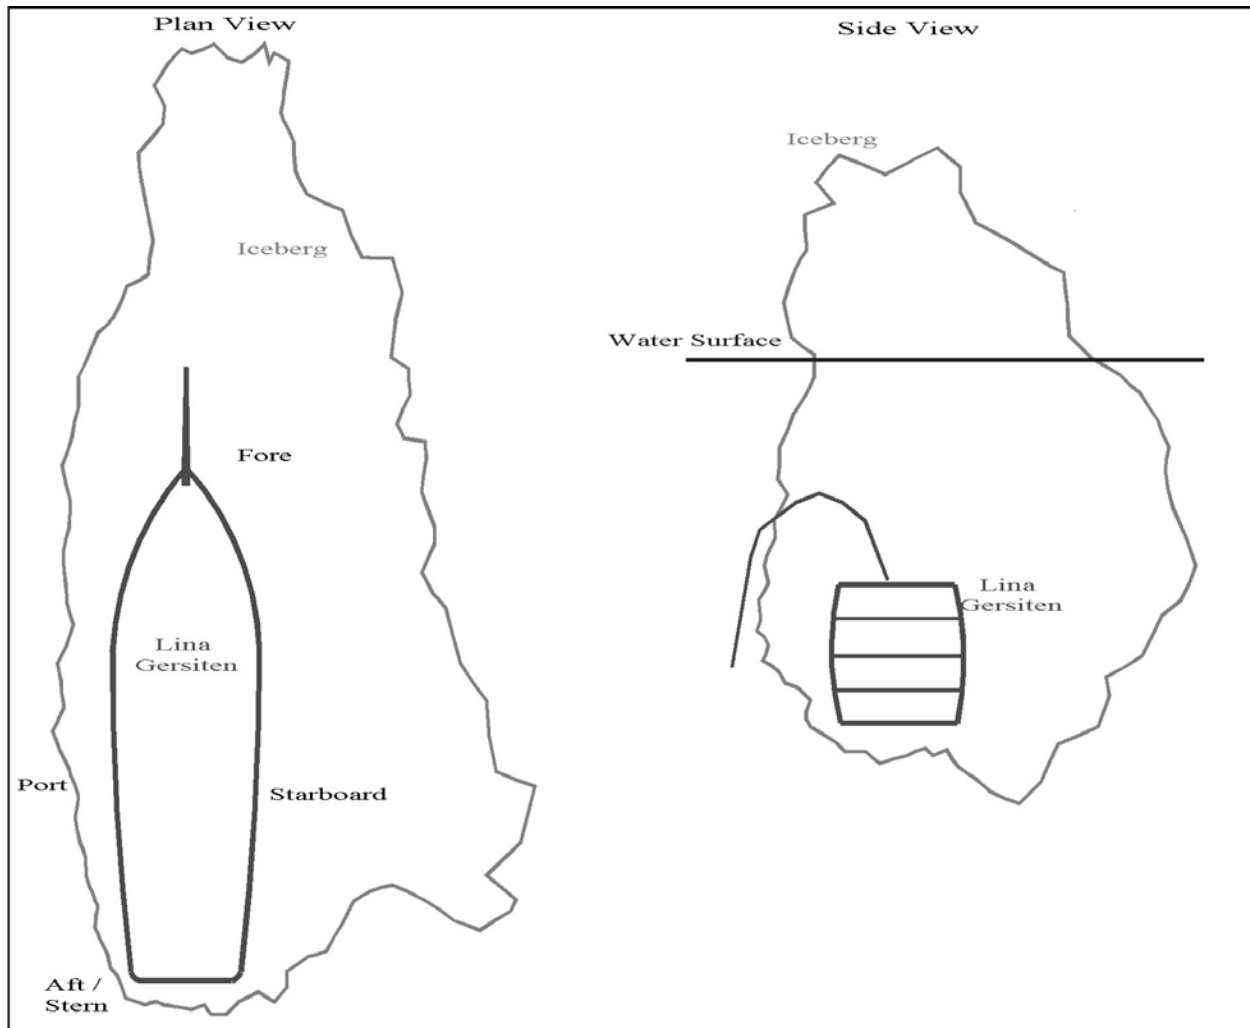 Plan View
Side View
Iceberg
Iceberg
Water Surface
Fore
Lina
Gersiten
Lina
Gersiten
Port
Starboard
Aft /
Stern